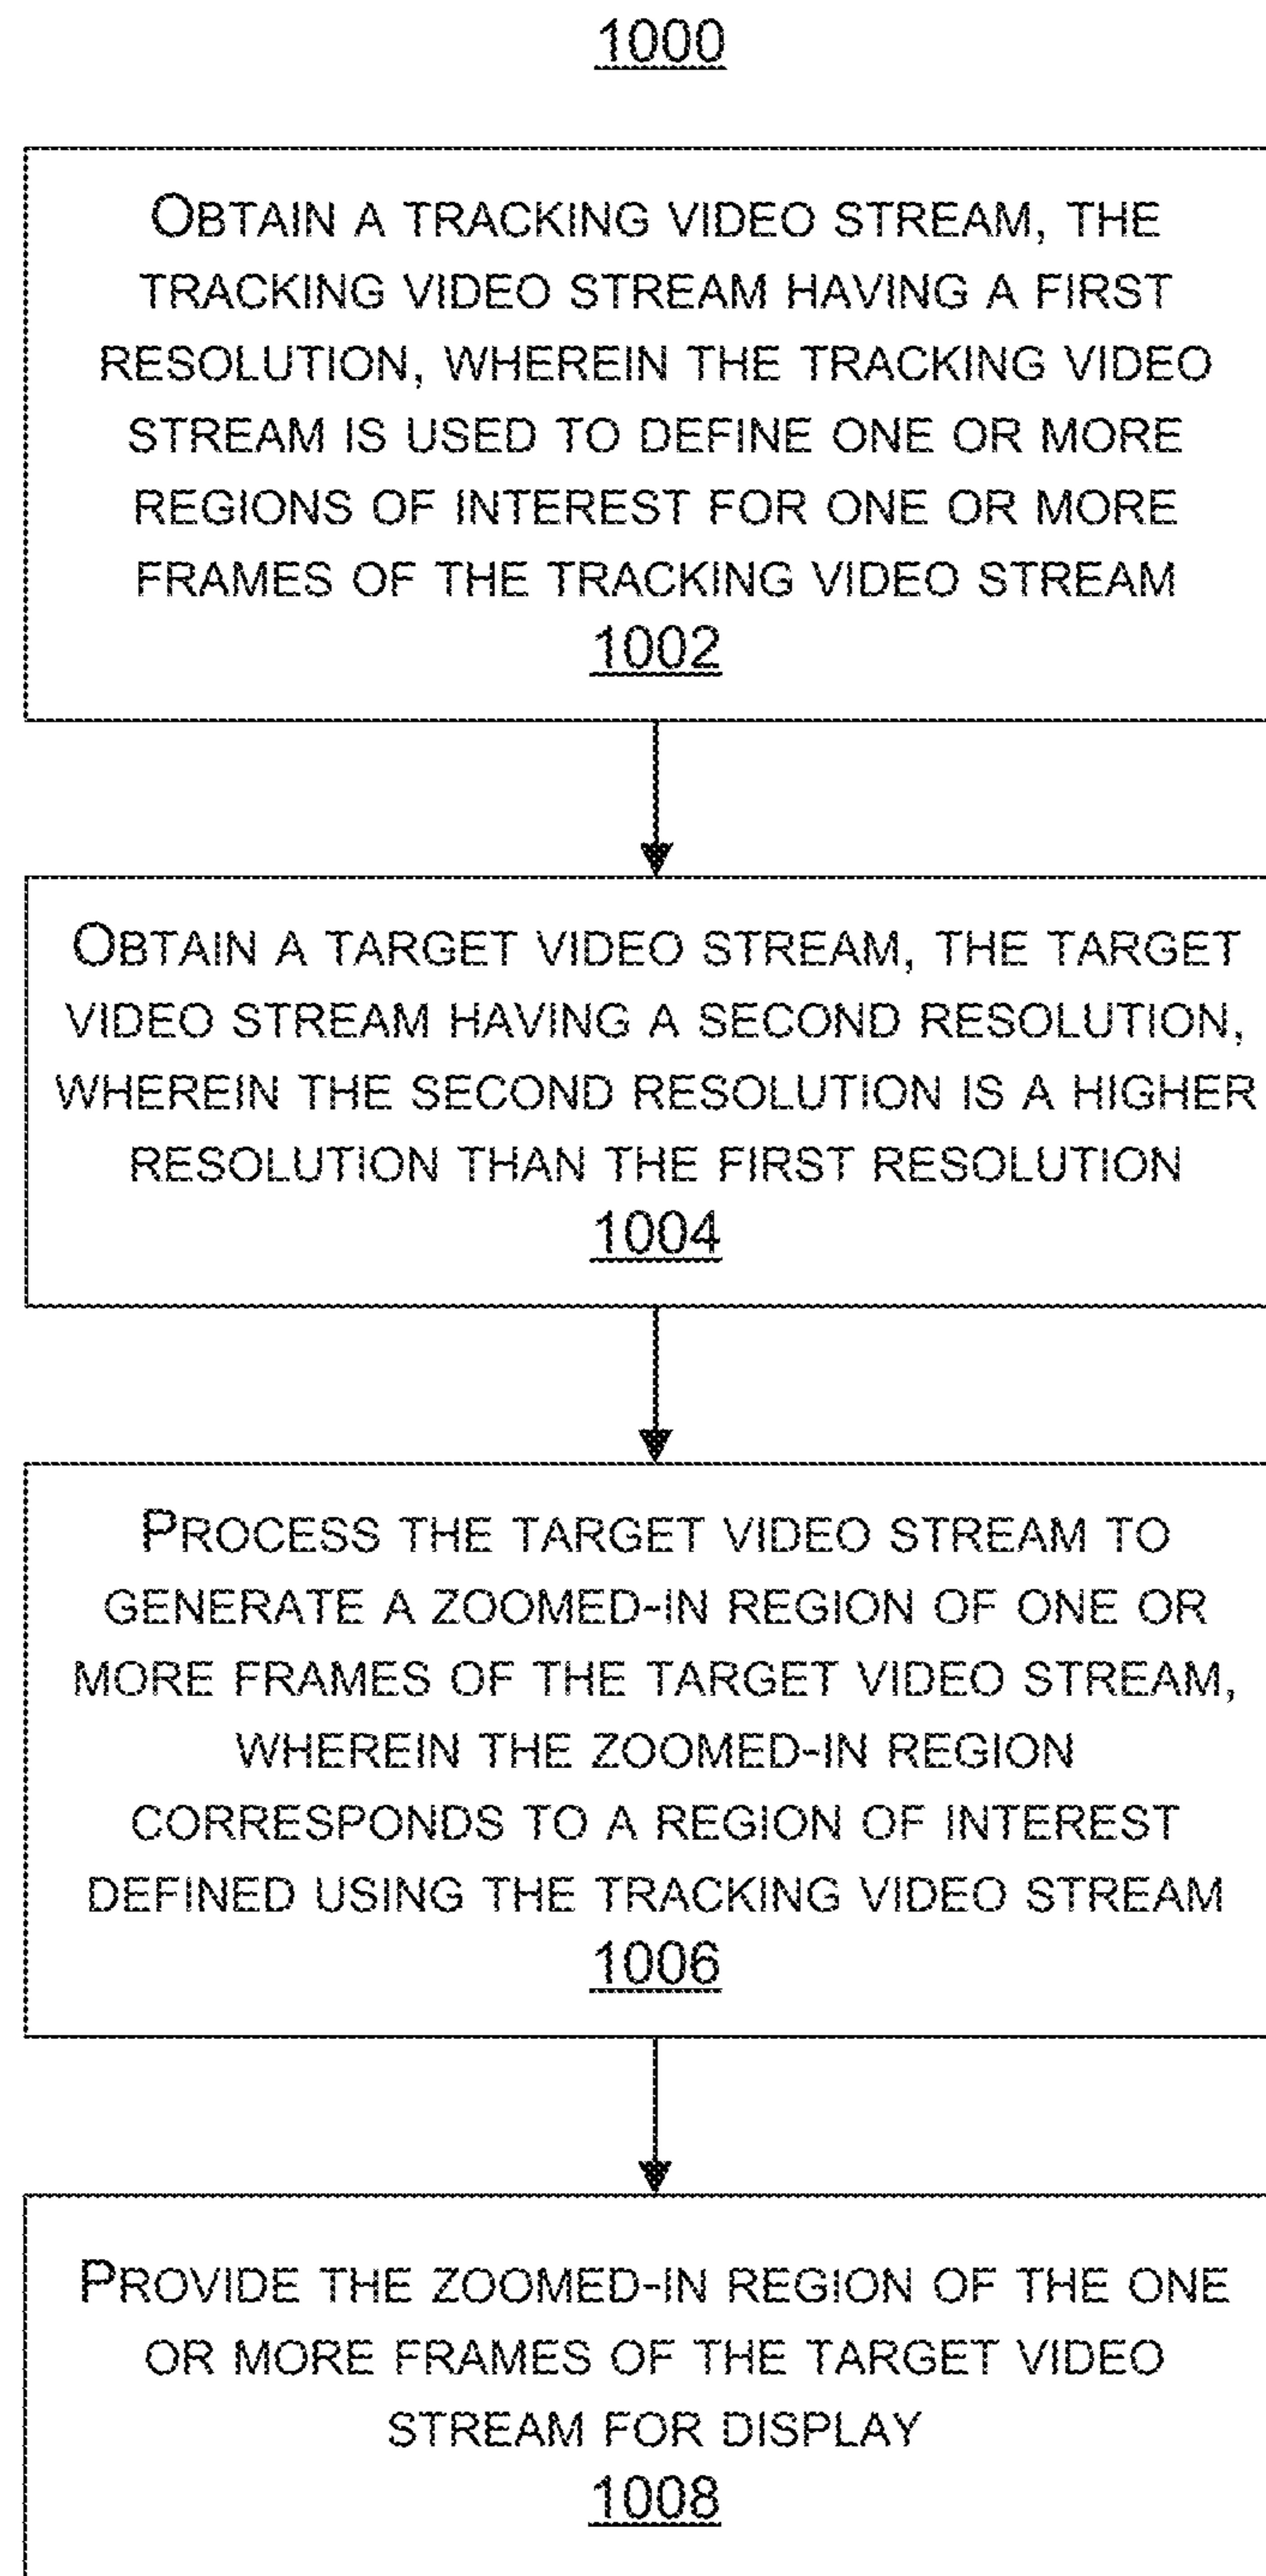 1000
OBTAIN A TRACKING VIDEO STREAM, THE
TRACKING VIDEO STREAM HAVING A FIRST
RESOLUTION, WHEREIN THE TRACKING VIDEO
STREAM IS USED TO DEFINE ONE OR MORE
REGIONS OF INTEREST FOR ONE OR MORE
FRAMES OF THE TRACKING VIDEO STREAM
1002
OBTAIN A TARGET VIDEO STREAM, THE TARGET
VIDEO STREAM HAVING A SECOND RESOLUTION,
WHEREIN THE SECOND RESOLUTION IS A HIGHER
RESOLUTION THAN THE FIRST RESOLUTION
1004
PROCESS THE TARGET VIDEO STREAM TO
GENERATE A ZOOMED-IN REGION OF ONE OR
MORE FRAMES OF THE TARGET VIDEO STREAM,
WHEREIN THE ZOOMED-IN REGION
CORRESPONDS TO A REGION OF INTEREST
DEFINED USING THE TRACKING VIDEO STREAM
1006
PROVIDE THE ZOOMED-IN REGION OF THE ONE
OR MORE FRAMES OF THE TARGET VIDEO
STREAM FOR DISPLAY
1008